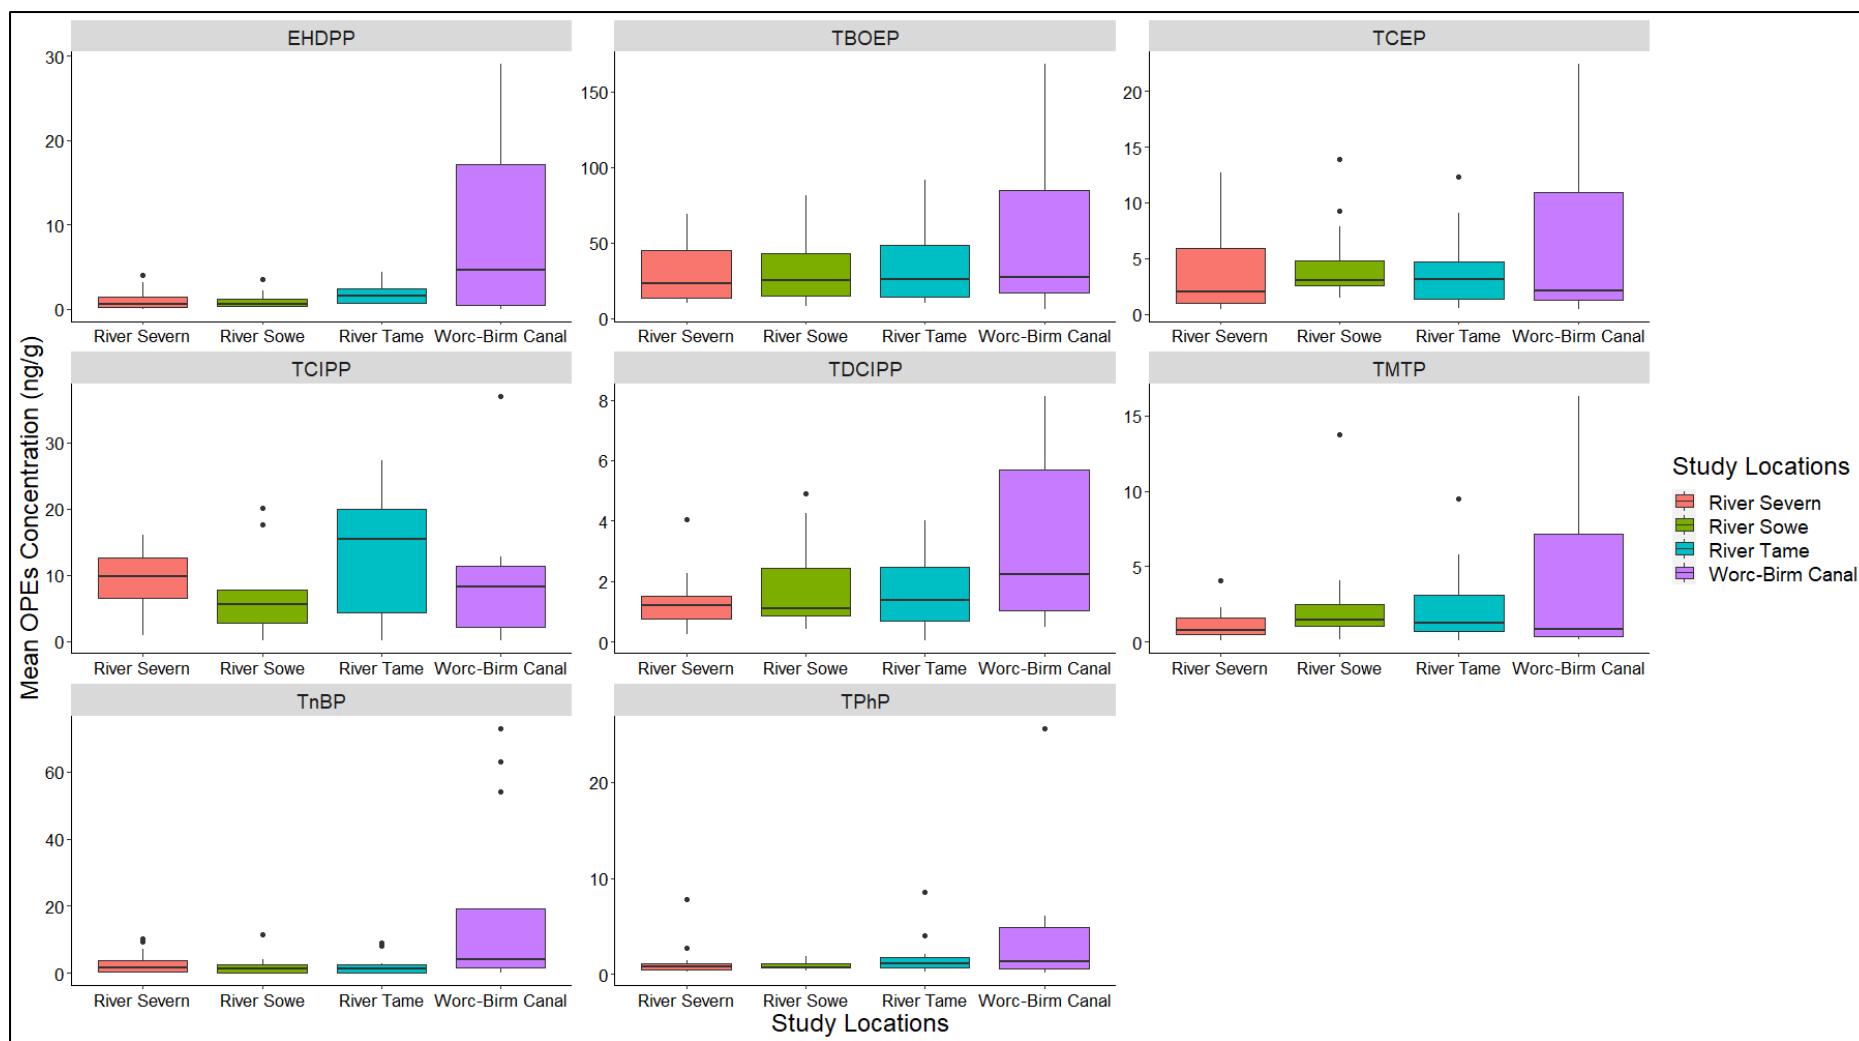 EHDPP
TBOEP
TCEP
30
20
10
0
150
100
50
0
20
15
10
5
0
River Severn River Sowe River Tame Worc-Birm Canal
River Severn River Sowe River Tame Worc-Birm Canal
River Severn River Sowe River Tame Worc-Birm Canal
Mean OPEs Concentration (ng/g)
TCIPP
TDCIPP
TMTP
30
20
10
0
8
6
4
2
0
15
10
5
0
River Severn River Sowe River Tame Worc-Birm Canal
River Severn River Sowe River Tame Worc-Birm Canal
River Severn River Sowe River Tame Worc-Birm Canal
TnBP
TPhP
60
40
20
0
20
10
0
River Severn River Sowe River Tame Worc-Birm Canal
River Severn River Sowe River Tame Worc-Birm Canal
Study Locations
Study Locations
River Severn
River Sowe
River Tame
Worc-Birm Canal